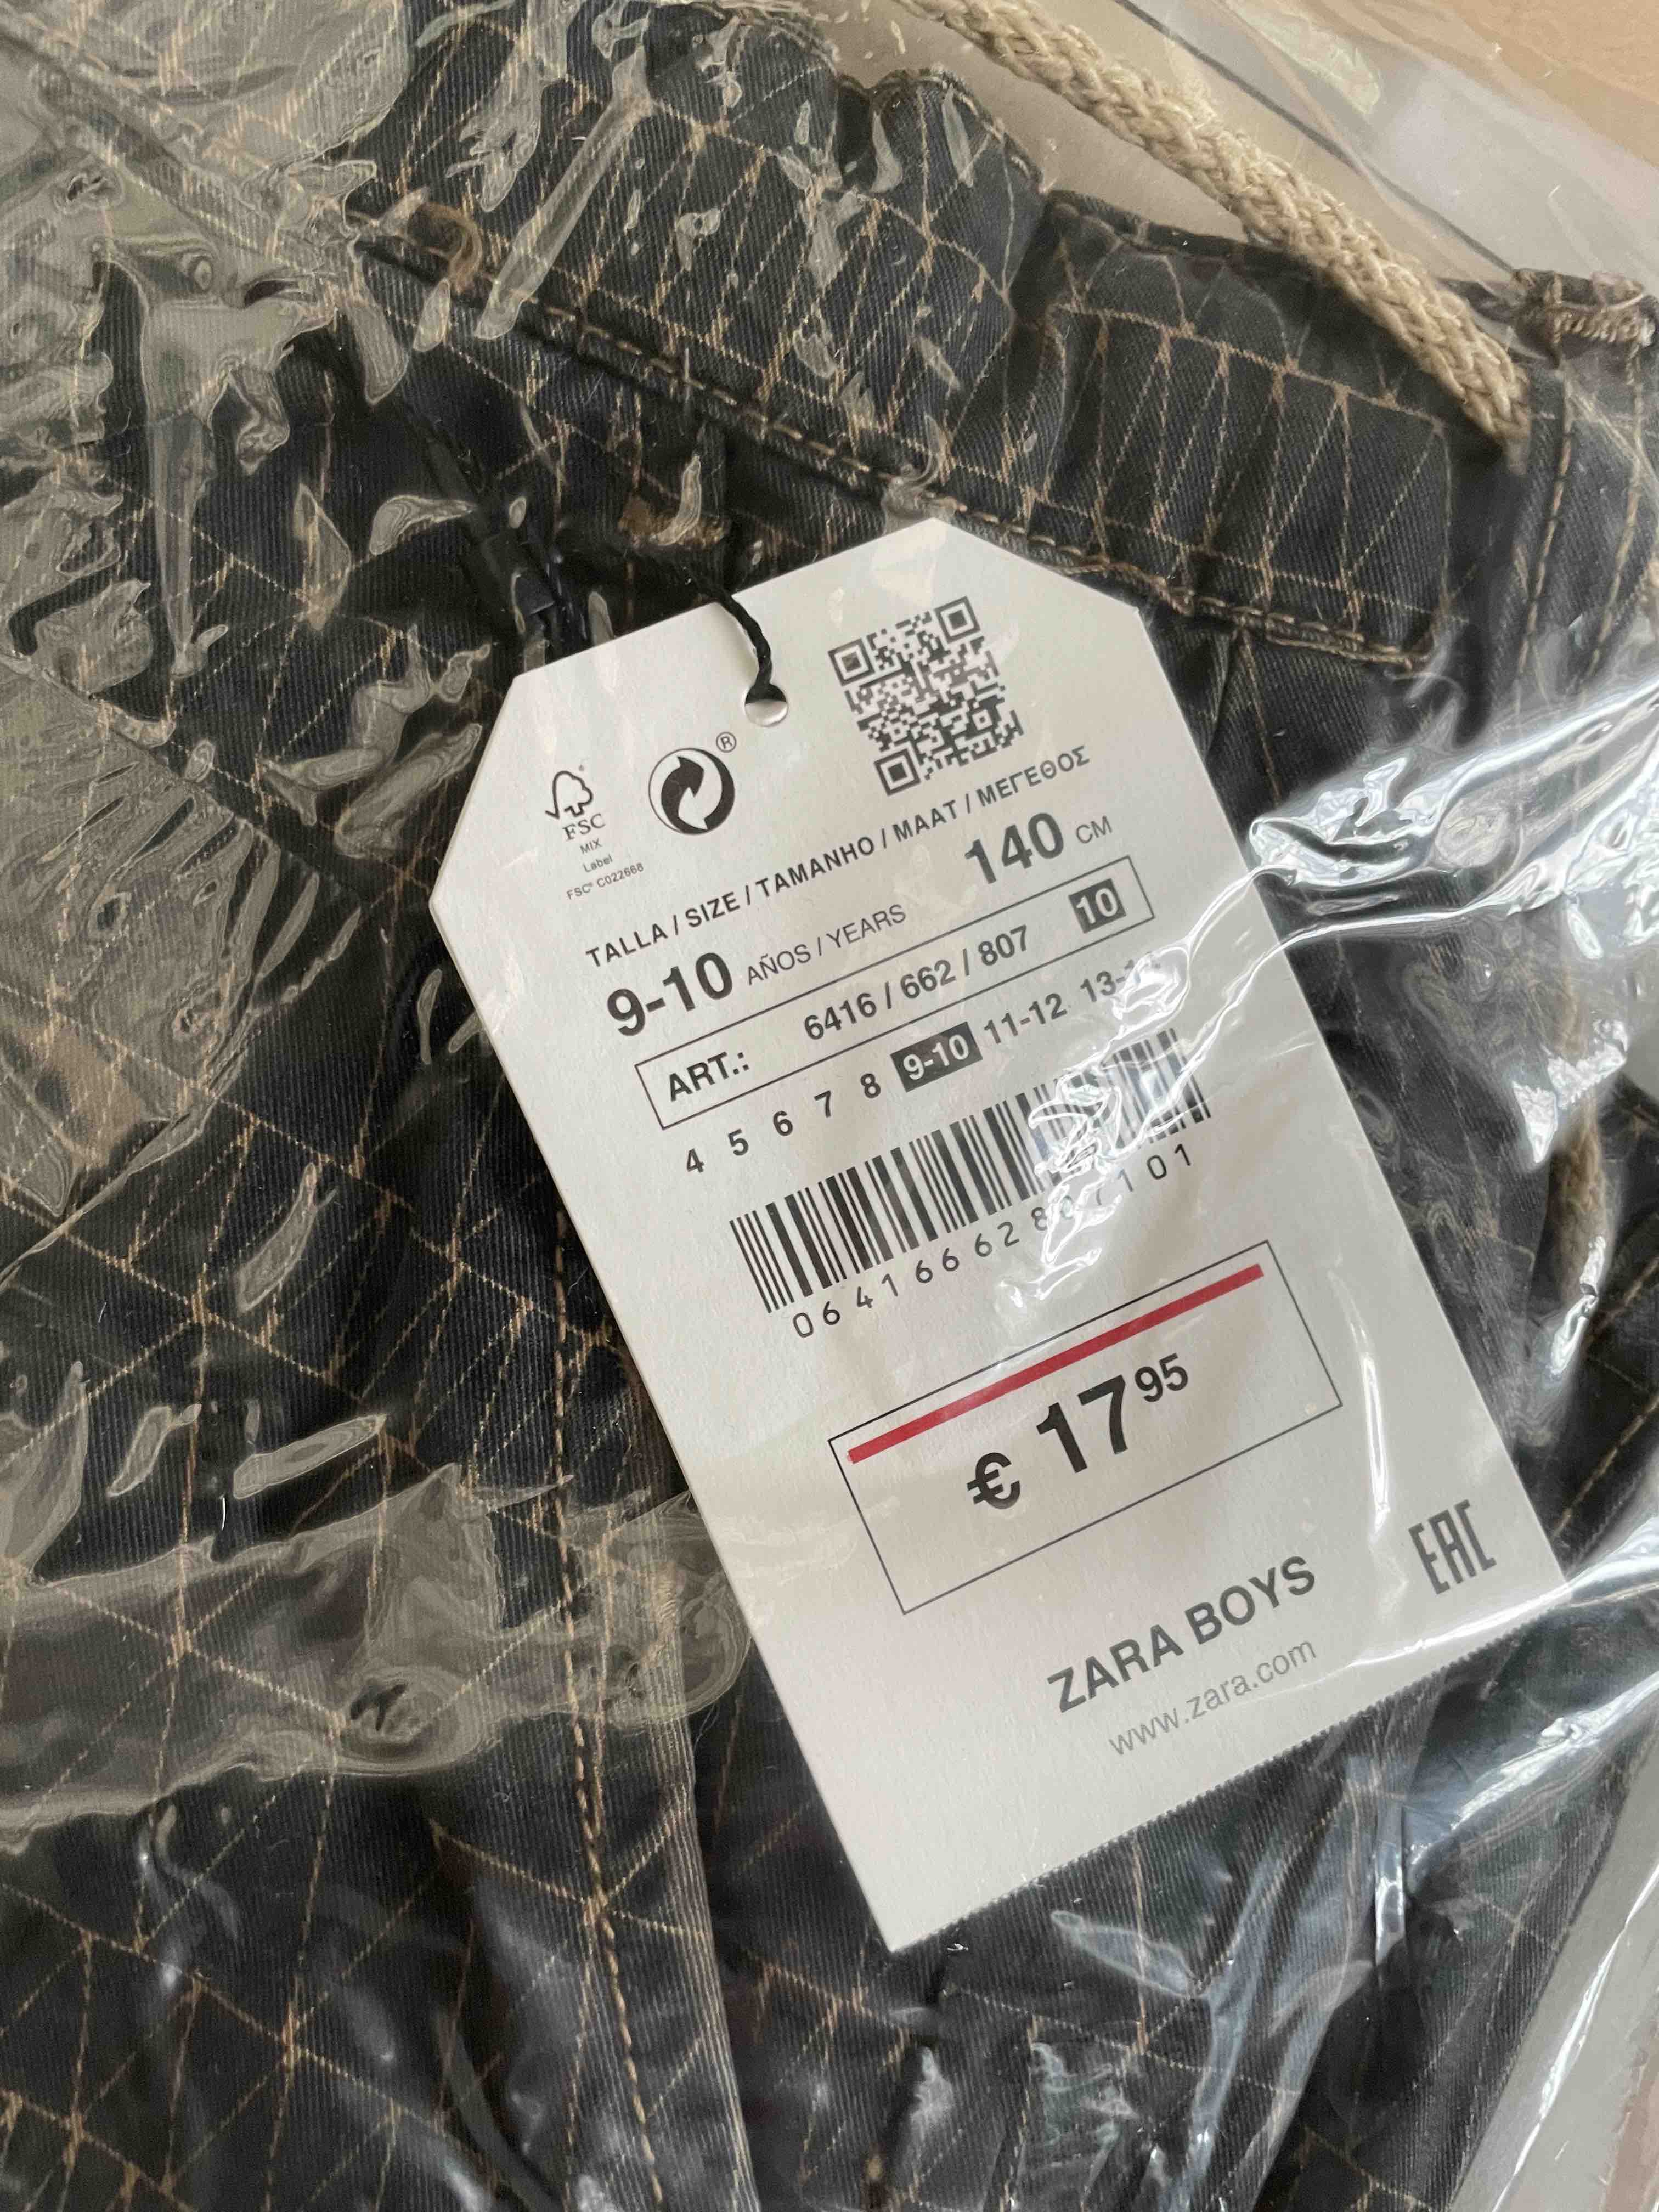 ®
FSC
MIX
Label
FSC® C022668
TALLA / SIZE / TAMANHO / MAAT / ΜΕΓΕΘΟΣ
9-10 AÑOS / YEARS 140 CM
ART.: 6416 / 662 / 807 10
4 5 6 7 8 9-10 11-12
€ 17 95
ZARA BOYS
EAC
www.zara.com